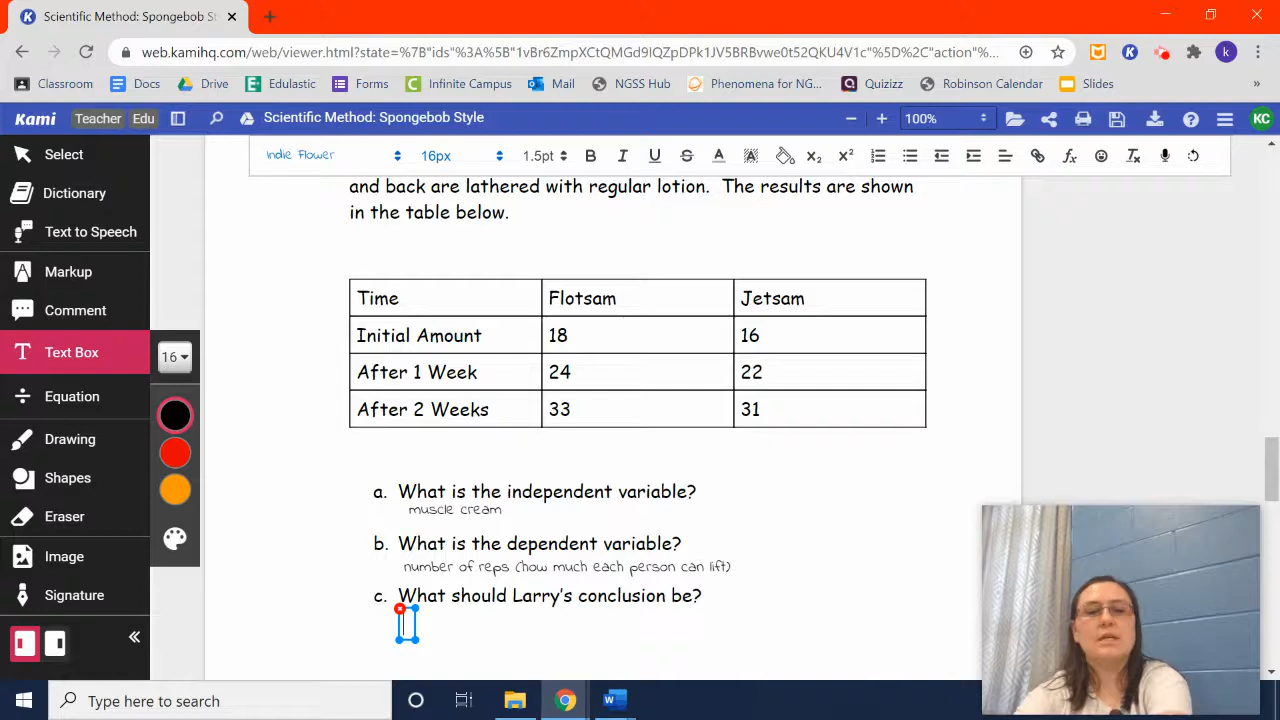 Scientific Method: Spongebob St
web.kamihq.com/web/viewer.html?state=%7B"ids"%3A%5B"1vBr6ZmpXCtQMGd9IQZpDPk1JV5BRBvwe0t52QKU4V1c"%5D%2C"action"%...
Classroom Docs Drive Edulastic Forms Infinite Campus Mail NGSS Hub Phenomena for NG... Quizizz Robinson Calendar Slides »
Kami Teacher Edu Scientific Method: Spongebob Style 100% KC
Select
Dictionary
Text to Speech
Markup
Comment
Text Box
Equation
Drawing
Shapes
Eraser
Image
Signature
16
Indie Flower 16px 1.5pt B I U S A A X₂ X² fx
and back are lathered with regular lotion. The results are shown
in the table below.
Time Flotsam Jetsam
Initial Amount 18 16
After 1 Week 24 22
After 2 Weeks 33 31
a. What is the independent variable?
muscle cream
b. What is the dependent variable?
number of reps (how much each person can lift)
c. What should Larry's conclusion be?
Type here to search